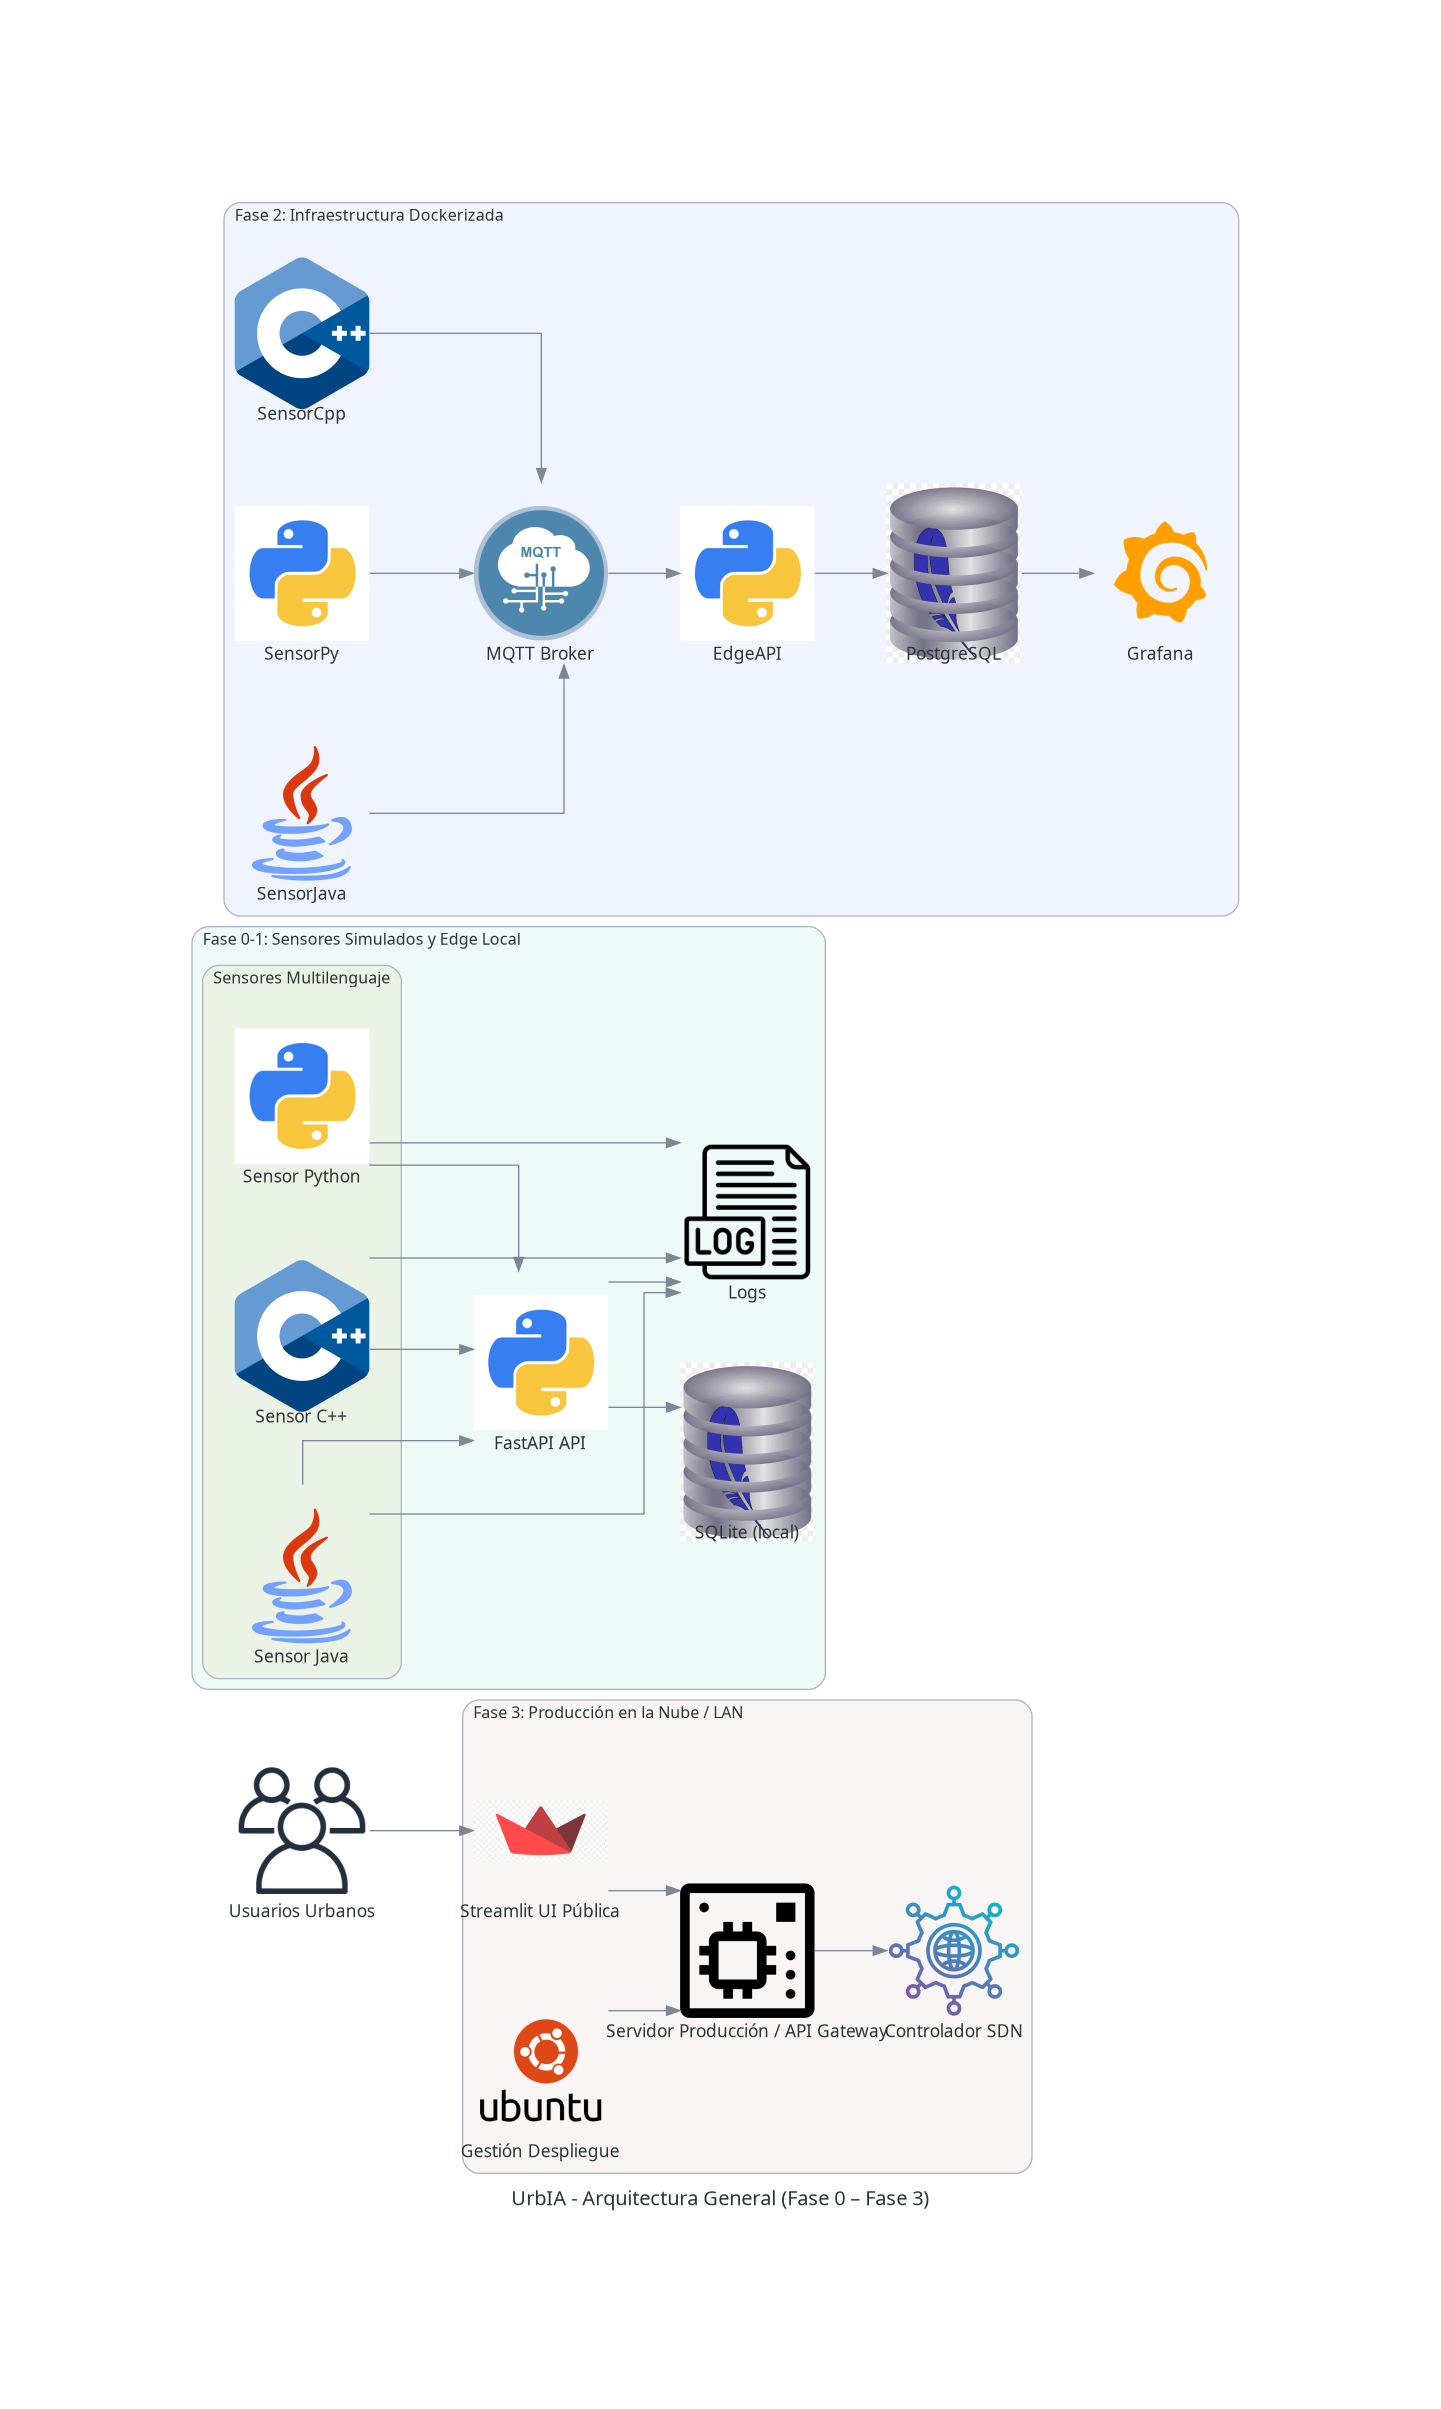 Fase 2: Infraestructura Dockerizada
SensorCpp
MQTT
SensorPy
MQTT Broker
EdgeAPI
PostgreSQL
Grafana
SensorJava
Fase 0-1: Sensores Simulados y Edge Local
Sensores Multilenguaje
Sensor Python
LOG
Logs
Sensor C++
FastAPI API
SQLite (local)
Sensor Java
Fase 3: Producción en la Nube / LAN
Usuarios Urbanos
Streamlit UI Pública
Servidor Producción / API Gateway
Controlador SDN
ubuntu
Gestión Despliegue
UrbIA - Arquitectura General (Fase 0 – Fase 3)